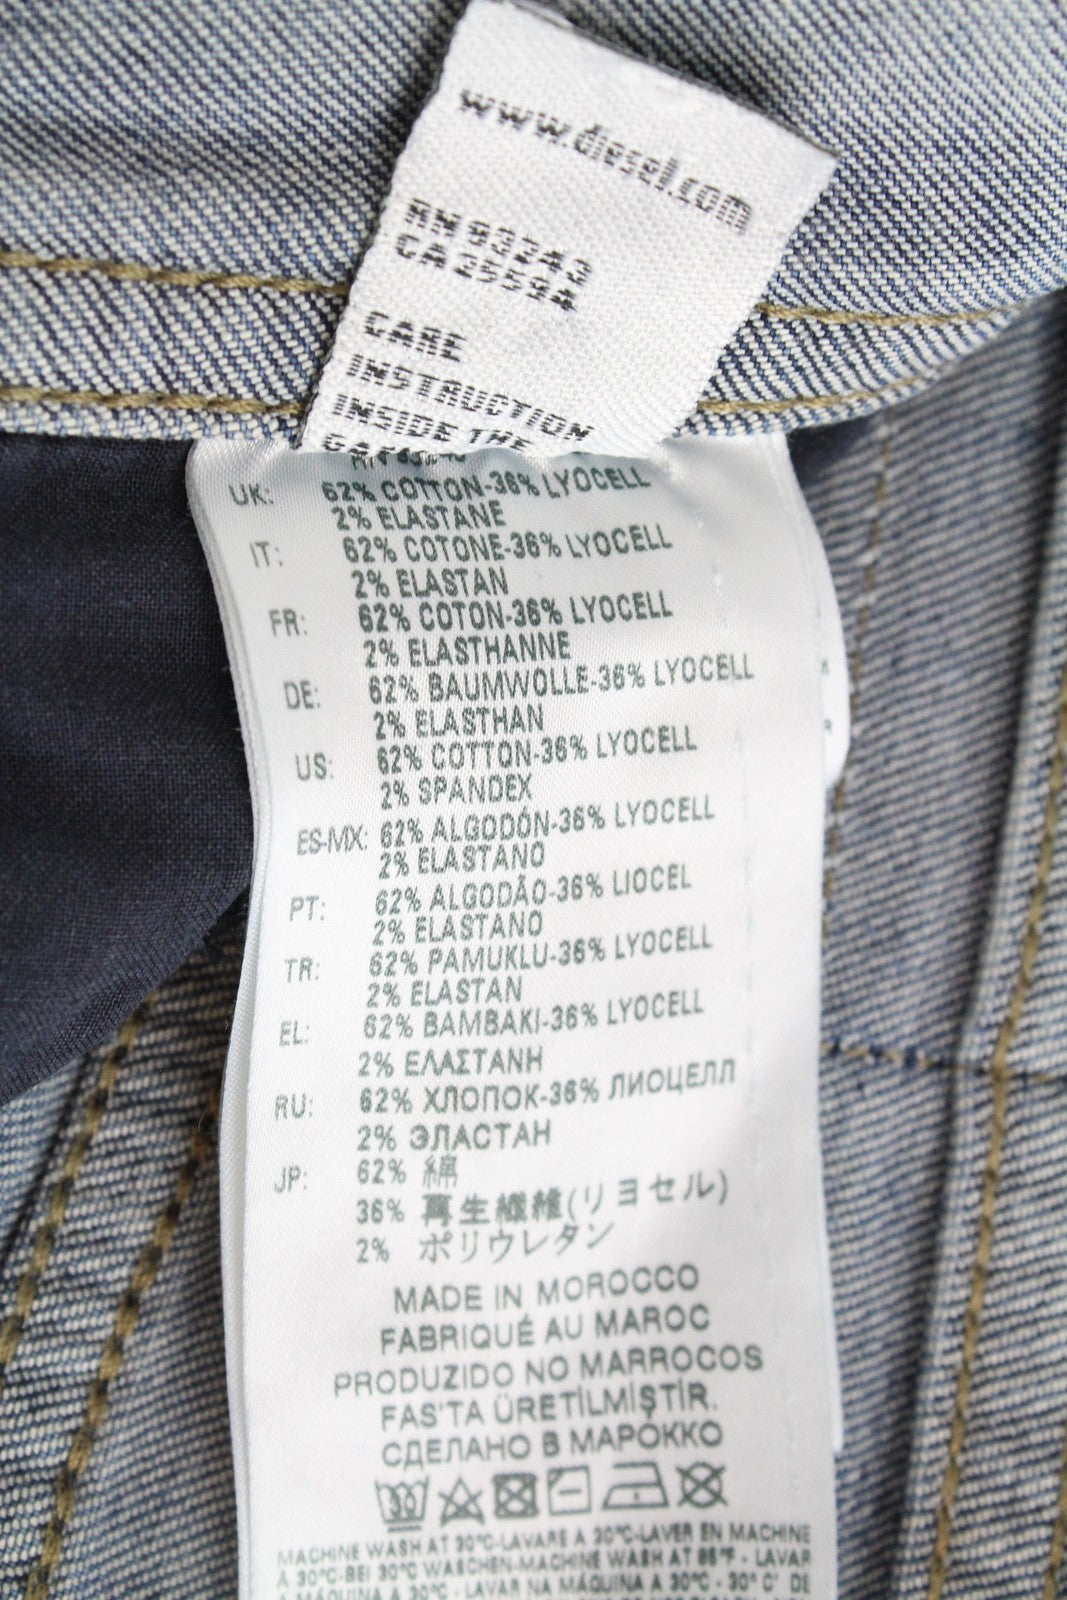 www.diesel.com
RN 93243
CA 25594
CARE
INSTRUCTION
INSIDE THE
UK: 62% COTTON-36% LYOCELL
2% ELASTANE
IT: 62% COTONE-36% LYOCELL
2% ELASTAN
FR: 62% COTON-36% LYOCELL
2% ELASTHANNE
DE: 62% BAUMWOLLE-36% LYOCELL
2% ELASTHAN
US: 62% COTTON-36% LYOCELL
2% SPANDEX
ES-MX: 62% ALGODÓN-36% LYOCELL
2% ELASTANO
PT: 62% ALGODÃO-36% LIOCEL
2% ELASTANO
TR: 62% PAMUKLU-36% LYOCELL
2% ELASTAN
EL: 62% BAMBAKI-36% LYOCELL
2% ΕΛΑΣΤΑΝΗ
RU: 62% ХЛОПОК-36% ЛИОЦЕЛЛ
2% ЭЛАСТАН
JP: 62% 綿
36% 再生繊維(リヨセル)
2% ポリウレタン
MADE IN MOROCCO
FABRIQUÉ AU MAROC
PRODUZIDO NO MARROCOS
FAS'TA ÜRETİLMİŞTİR.
СДЕЛАНО В МАРОККО
30
MACHINE WASH AT 30°C-LAVARE A 30°C-LAVER EN MACHINE
A 30°C-BEI 30°C WASCHEN-MACHINE WASH AT 86°F - LAVAR
A MÁQUINA A 30°C - LAVAR NA MÁQUINA A 30°C - 30° C' DE